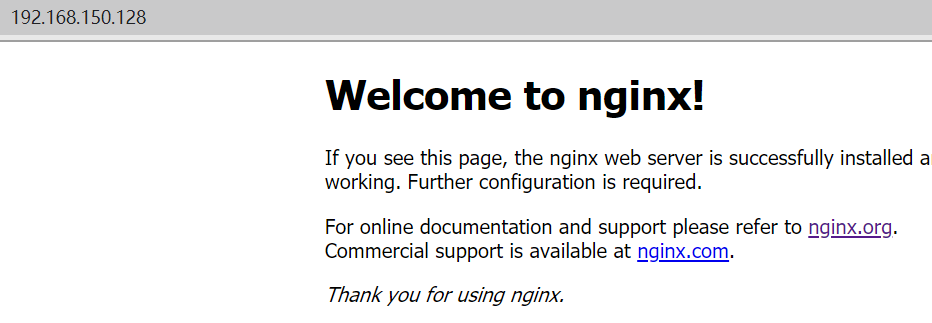 192.168.150.128
Welcome to nginx!
If you see this page, the nginx web server is successfully installed a
working. Further configuration is required.
For online documentation and support please refer to nginx.org.
Commercial support is available at nginx.com.
Thank you for using nginx.